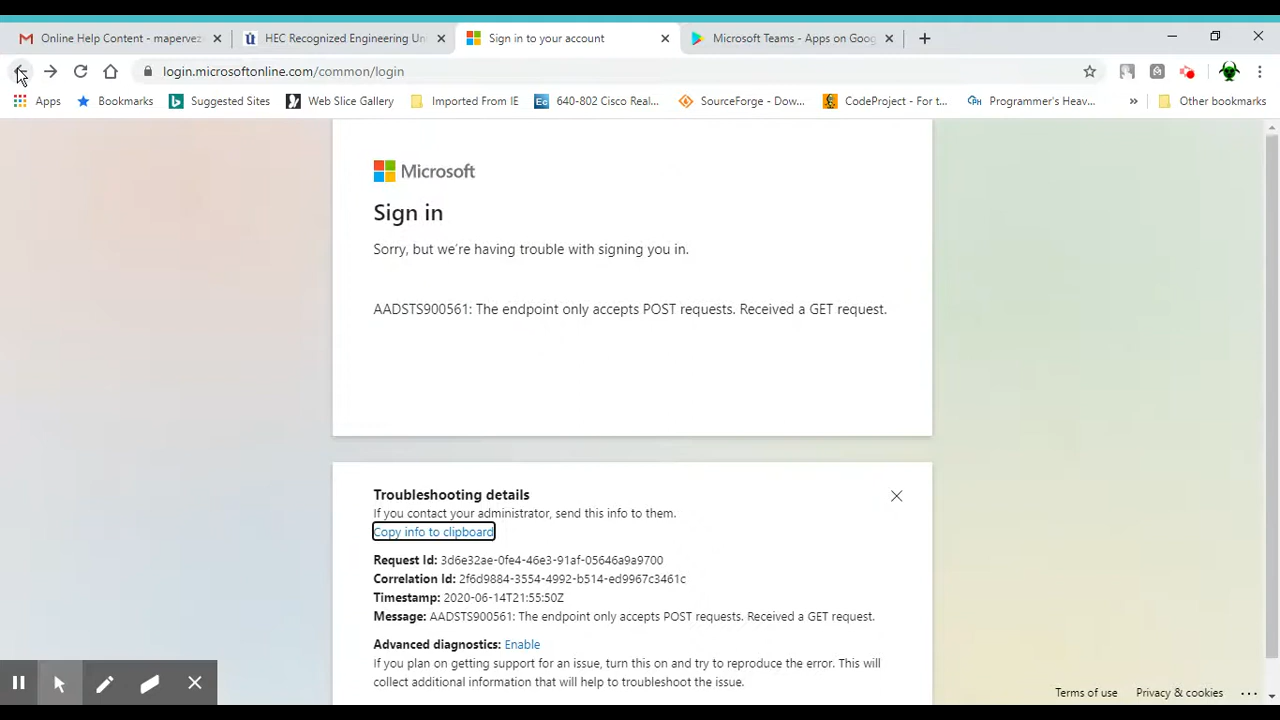 Online Help Content - mapervez
HEC Recognized Engineering Un
Sign in to your account
Microsoft Teams - Apps on Goog
login.microsoftonline.com/common/login
Apps
Bookmarks
Suggested Sites
Web Slice Gallery
Imported From IE
640-802 Cisco Real...
SourceForge - Dow...
CodeProject - For t...
Programmer's Heav...
»
Other bookmarks
Microsoft
Sign in
Sorry, but we're having trouble with signing you in.
AADSTS900561: The endpoint only accepts POST requests. Received a GET request.
Troubleshooting details
If you contact your administrator, send this info to them.
Copy info to clipboard
Request Id: 3d6e32ae-0fe4-46e3-91af-05646a9a9700
Correlation Id: 2f6d9884-3554-4992-b514-ed9967c3461c
Timestamp: 2020-06-14T21:55:50Z
Message: AADSTS900561: The endpoint only accepts POST requests. Received a GET request.
Advanced diagnostics: Enable
If you plan on getting support for an issue, turn this on and try to reproduce the error. This will
collect additional information that will help to troubleshoot the issue.
Terms of use Privacy & cookies ...